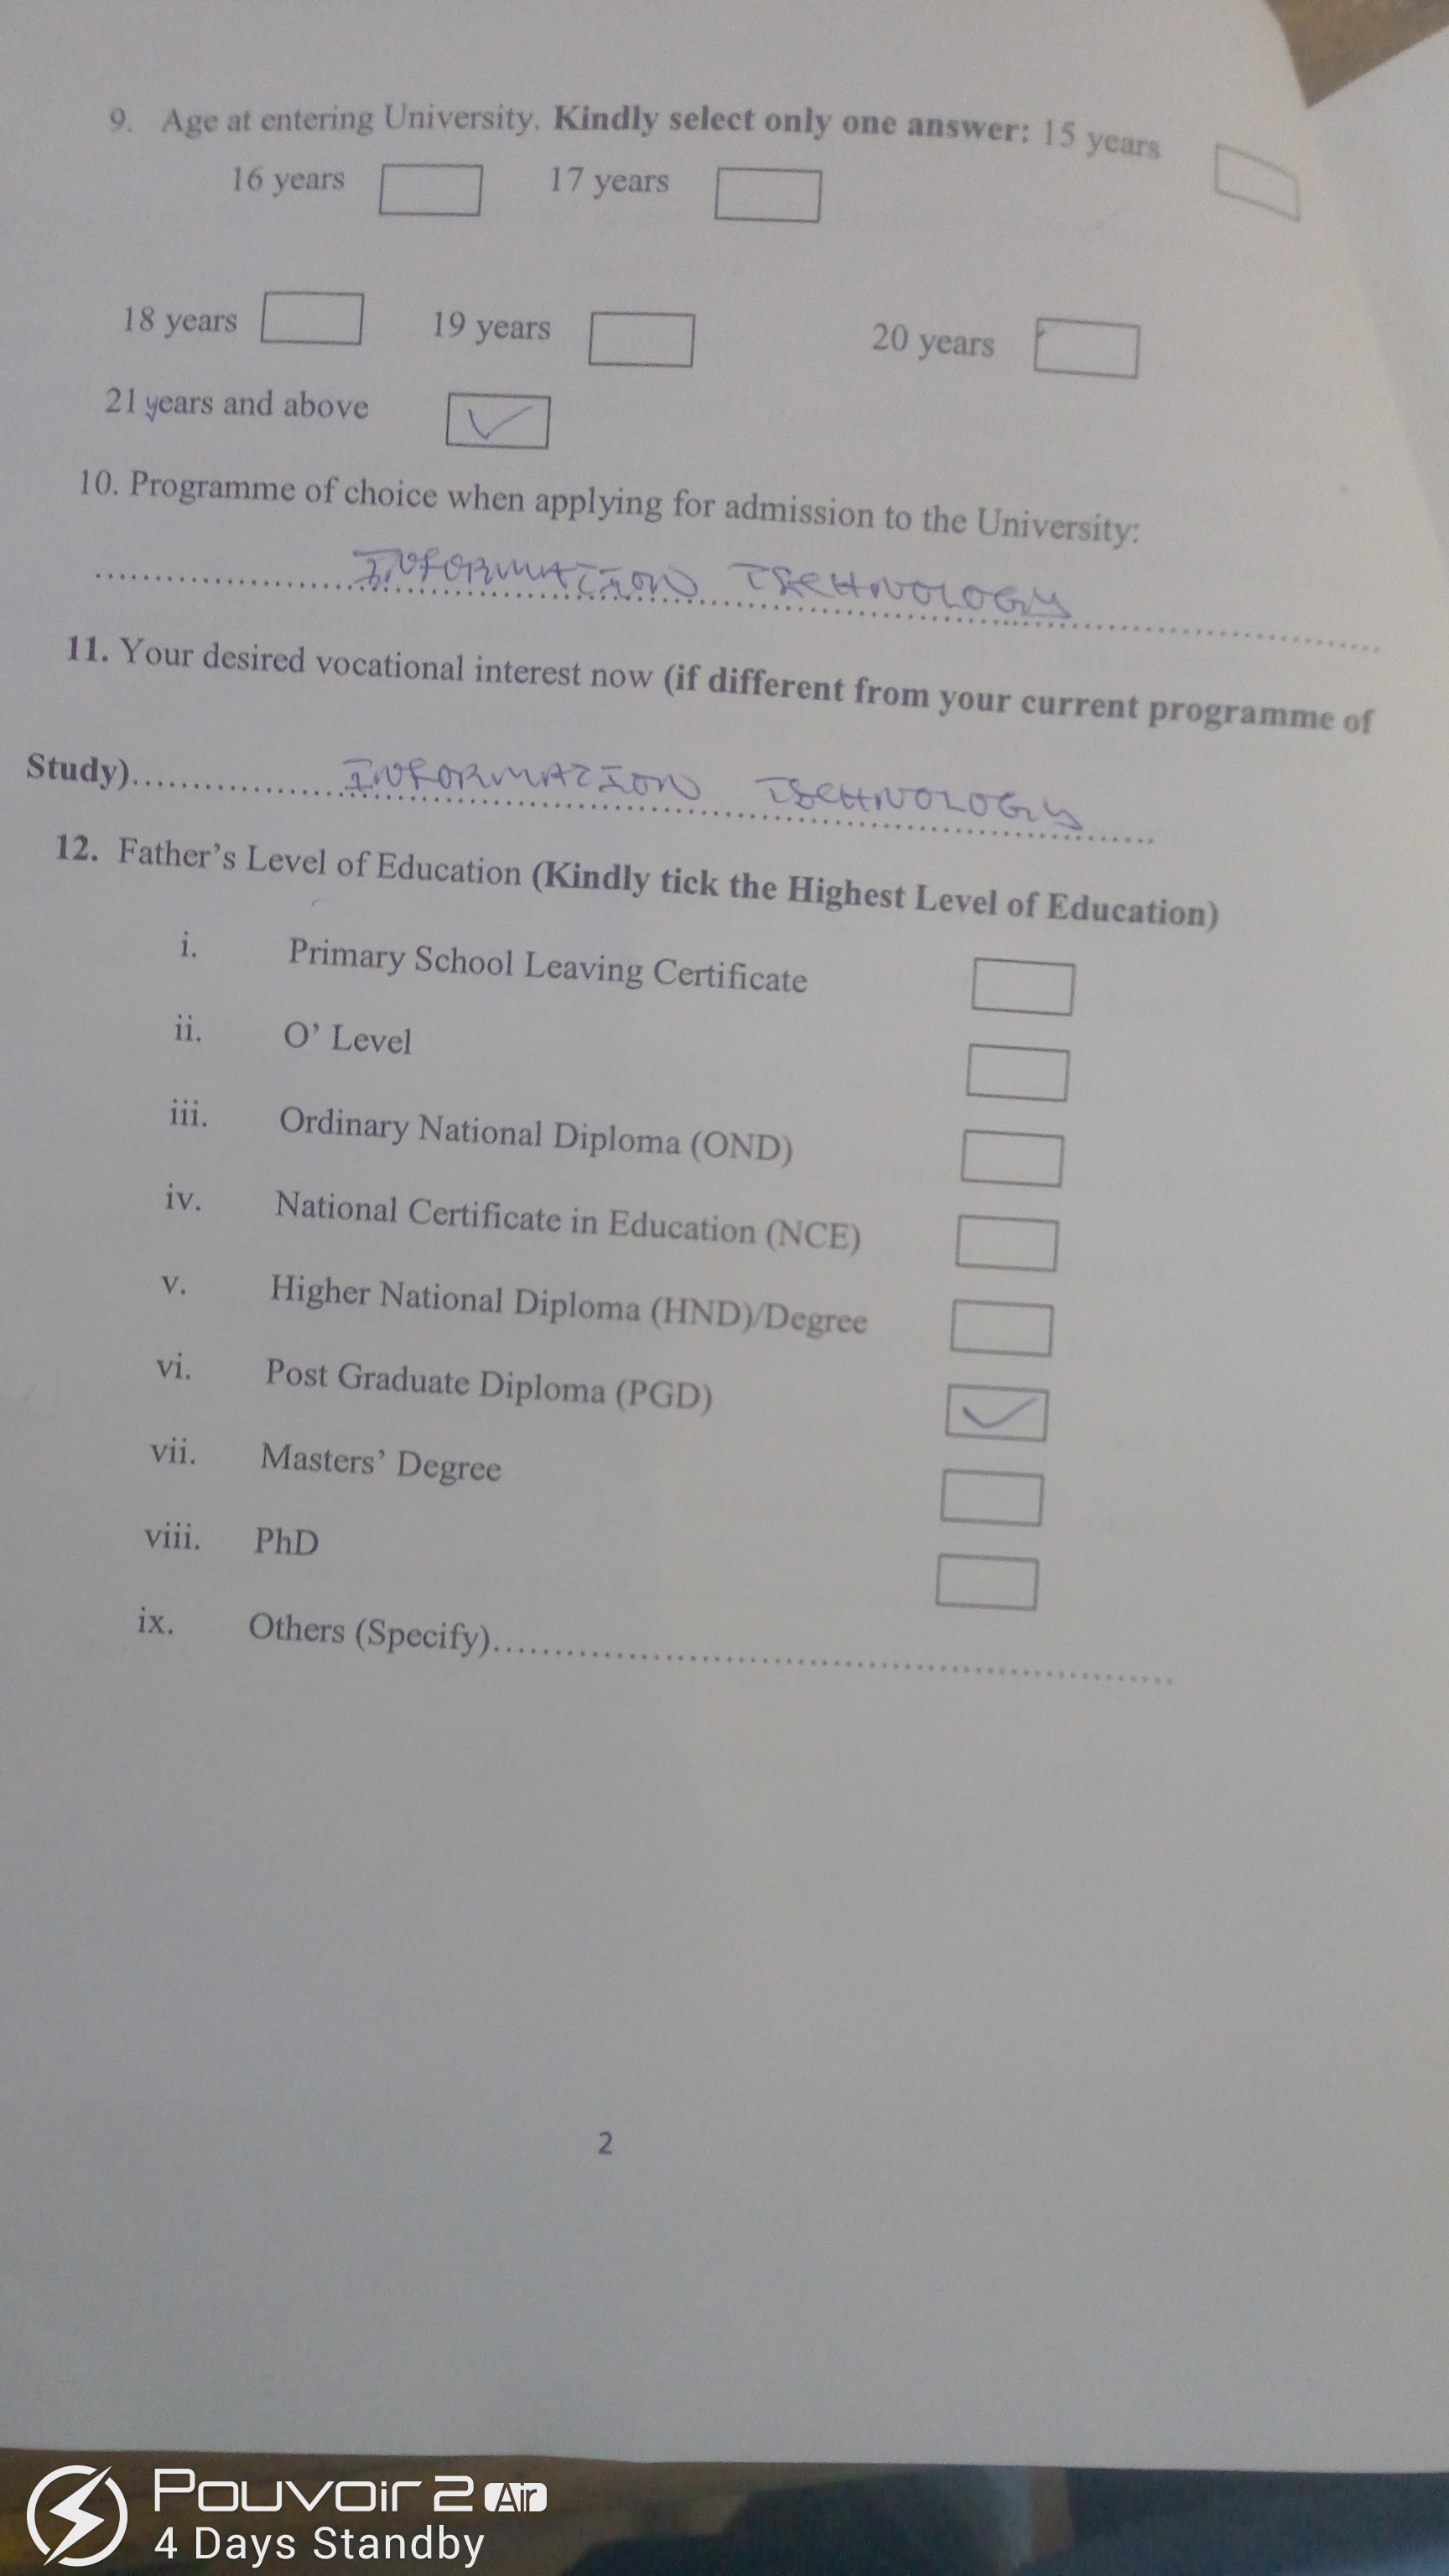 9. Age at entering University. Kindly select only one answer: 15 years
16 years 17 years
18 years 19 years 20 years
21 years and above
10. Programme of choice when applying for admission to the University:
INFORMATION TECHNOLOGY
11. Your desired vocational interest now (if different from your current programme of
Study) INFORMATION TECHNOLOGY
12. Father's Level of Education (Kindly tick the Highest Level of Education)
i. Primary School Leaving Certificate
ii. O' Level
iii. Ordinary National Diploma (OND)
iv. National Certificate in Education (NCE)
v. Higher National Diploma (HND)/Degree
vi. Post Graduate Diploma (PGD)
vii. Masters' Degree
viii. PhD
ix. Others (Specify)
2
Pouvoir 2 Air
4 Days Standby